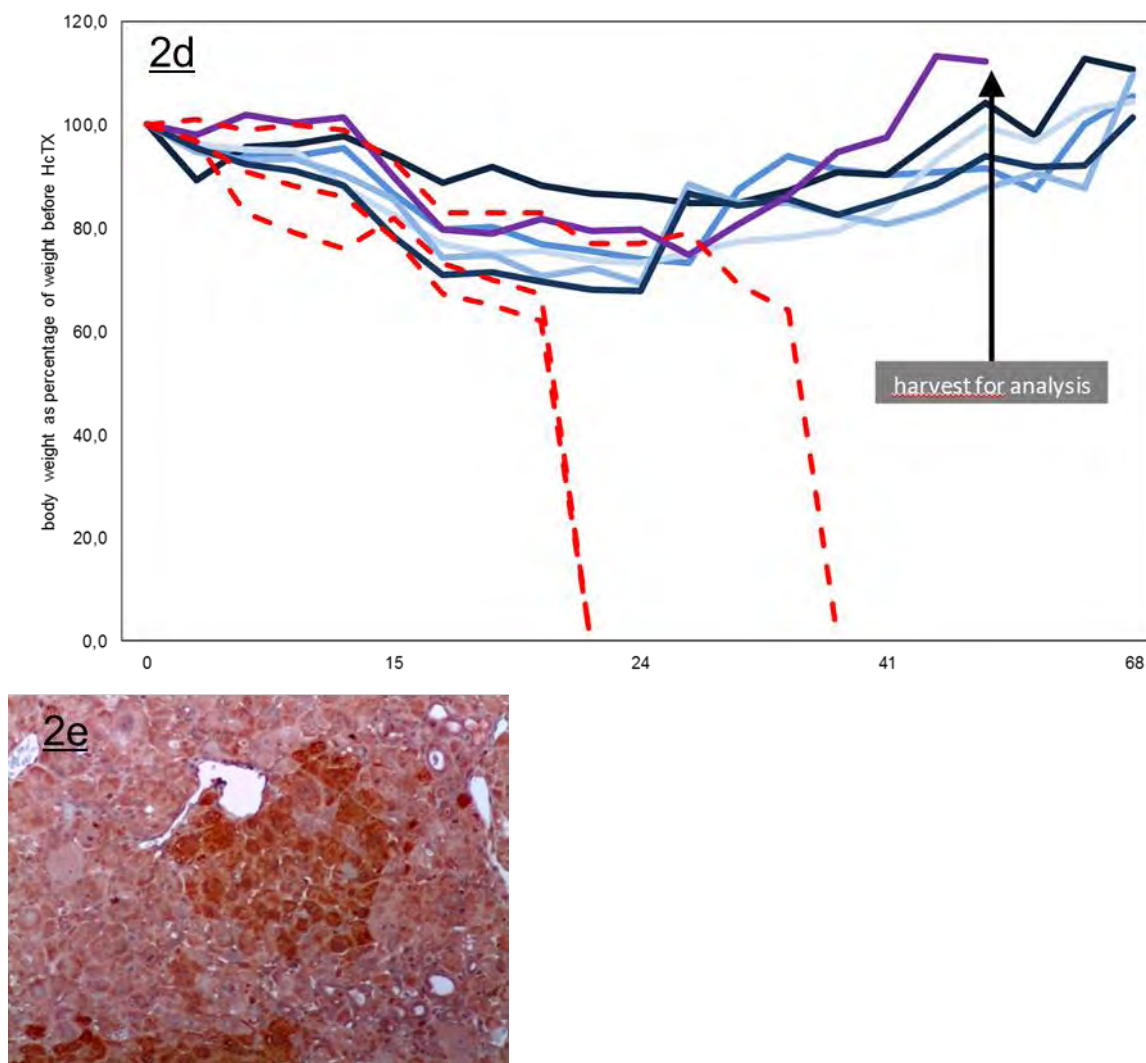 120,0
2d
100,0
80,0
60,0
40,0
20,0
0,0
body weight as percentage of weight before HcTX
harvest for analysis
0 15 24 41 68
2e